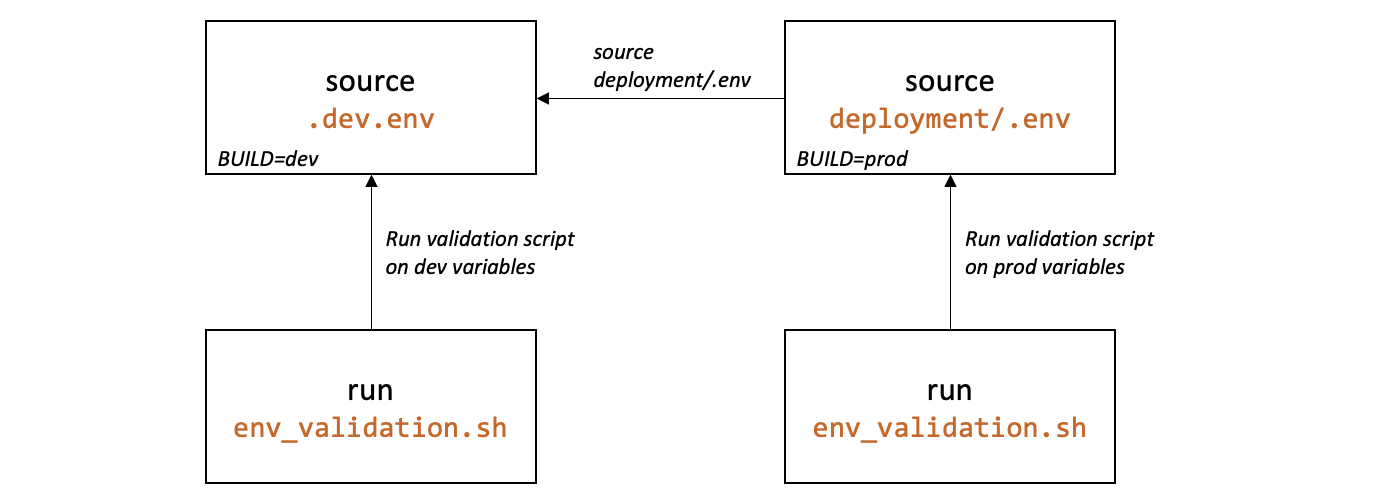 source
.dev.env
BUILD=dev
source
deployment/.env
source
deployment/.env
BUILD=prod
Run validation script
on dev variables
Run validation script
on prod variables
run
env_validation.sh
run
env_validation.sh